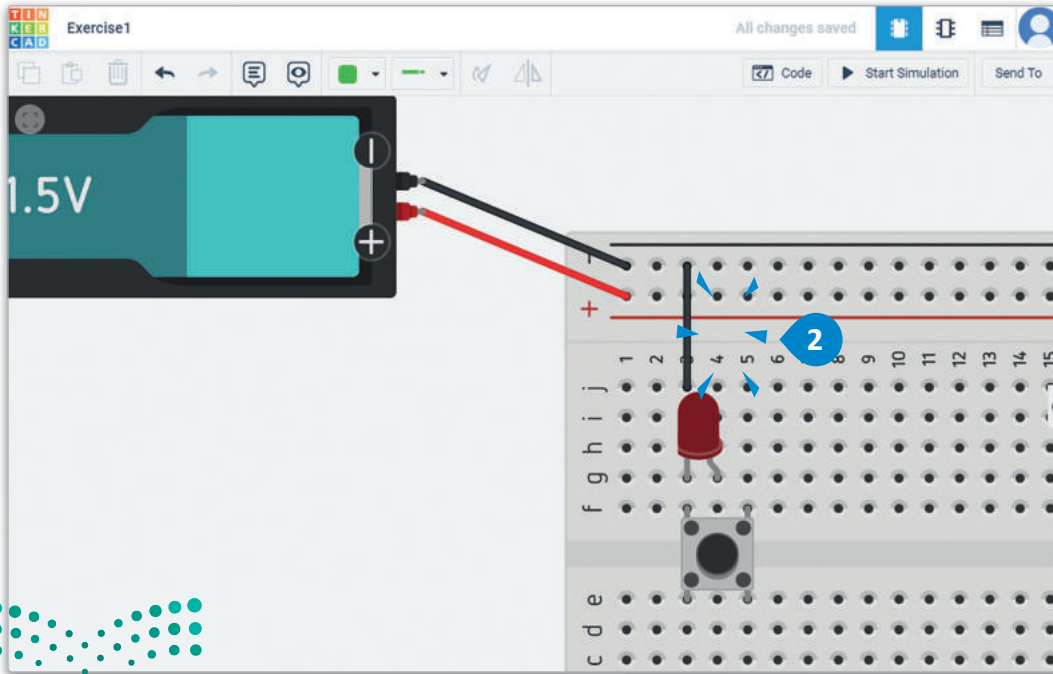 TIN
KER
CAD
Exercise1
All changes saved
Code
Start Simulation
Send To
1.5V
-
+
2
1 2 4 5 6 8 9 10 11 12 13 14 15
j
i
h
g
f
e
d
c